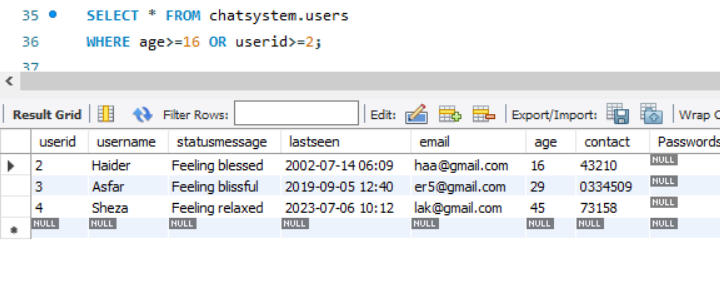 35 SELECT * FROM chatsystem.users
36 WHERE age>=16 OR userid>=2;
37
Result Grid Filter Rows: Edit: Export/Import: Wrap C
userid username statusmessage lastseen email age contact Passwords
2 Haider Feeling blessed 2002-07-14 06:09 haa@gmail.com 16 43210 NULL
3 Asfar Feeling blissful 2019-09-05 12:40 er5@gmail.com 29 0334509 NULL
4 Sheza Feeling relaxed 2023-07-06 10:12 lak@gmail.com 45 73158 NULL
NULL NULL NULL NULL NULL NULL NULL NULL